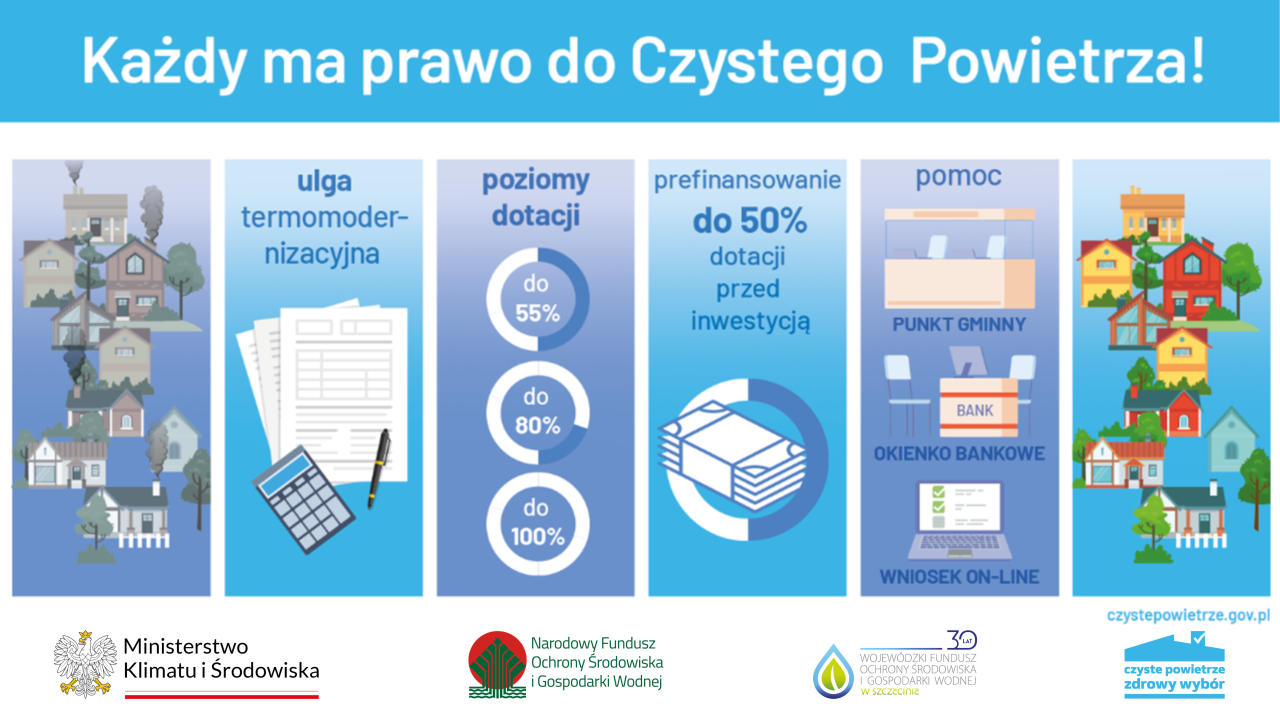 Każdy ma prawo do Czystego Powietrza!
ulga
termomoder-
nizacyjna
poziomy
dotacji
do
55%
do
80%
do
100%
prefinansowanie
do 50%
dotacji
przed
inwestycją
pomoc
PUNKT GMINNY
BANK
OKIENKO BANKOWE
WNIOSEK ON-LINE
czystepowietrze.gov.pl
Ministerstwo
Klimatu i Środowiska
Narodowy Fundusz
Ochrony Środowiska
i Gospodarki Wodnej
30 LAT
WOJEWÓDZKI FUNDUSZ
OCHRONY ŚRODOWISKA
I GOSPODARKI WODNEJ
w szczecinie
czyste powietrze
zdrowy wybór